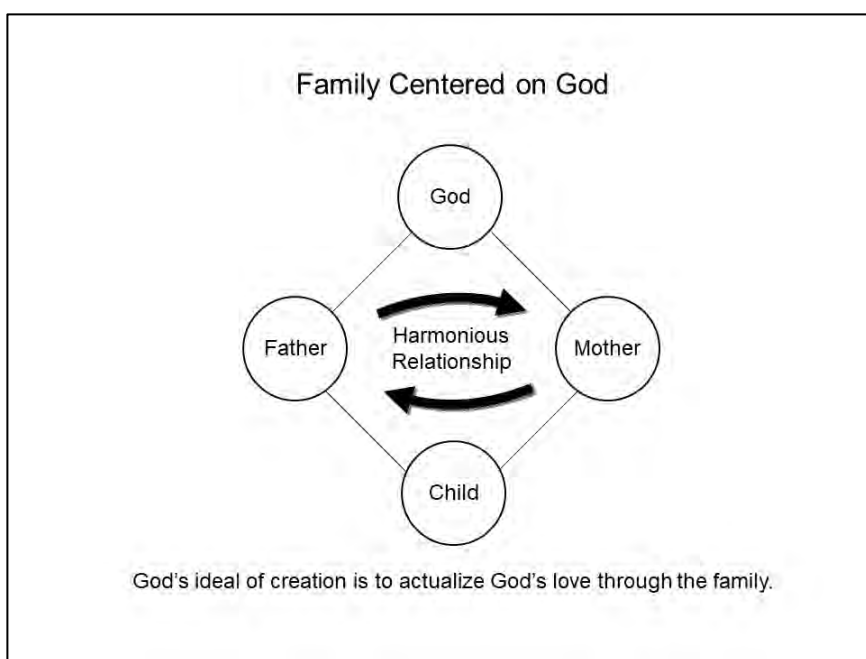 Family Centered on God
God
Father
Harmonious
Relationship
Mother
Child
God's ideal of creation is to actualize God's love through the family.